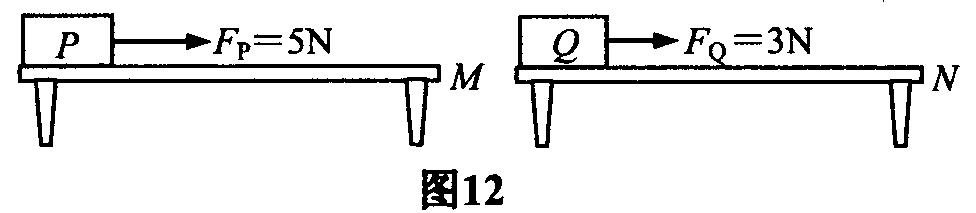 P F_P=5N M Q F_Q=3N N
图12